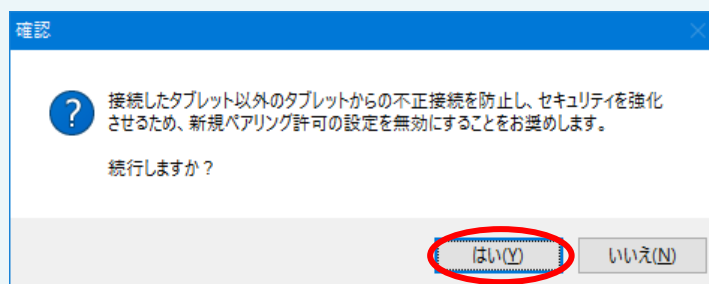 確認
接続したタブレット以外のタブレットからの不正接続を防止し、セキュリティを強化
させるため、新規ペアリング許可の設定を無効にすることをお奨めします。
続行しますか？
はい(Y)
いいえ(N)